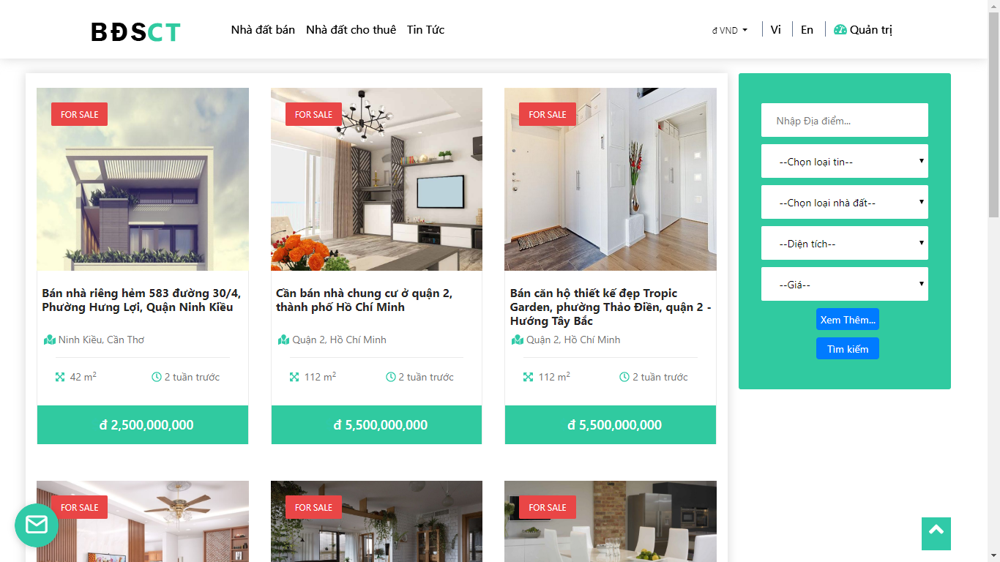 BĐSCT
Nhà đất bán Nhà đất cho thuê Tin Tức
đ VND Vi En Quản trị
FOR SALE
Bán nhà riêng hẻm 583 đường 30/4,
Phường Hưng Lợi, Quận Ninh Kiều
Ninh Kiều, Cần Thơ
42 m² 2 tuần trước
đ 2,500,000,000
FOR SALE
Cần bán nhà chung cư ở quận 2,
thành phố Hồ Chí Minh
Quận 2, Hồ Chí Minh
112 m² 2 tuần trước
đ 5,500,000,000
FOR SALE
Bán căn hộ thiết kế đẹp Tropic
Garden, phường Thảo Điền, quận 2 -
Hướng Tây Bắc
Quận 2, Hồ Chí Minh
112 m² 2 tuần trước
đ 5,500,000,000
Nhập Địa điểm...
--Chọn loại tin--
--Chọn loại nhà đất--
--Diện tích--
--Giá--
Xem Thêm...
Tìm kiếm
FOR SALE
FOR SALE
FOR SALE